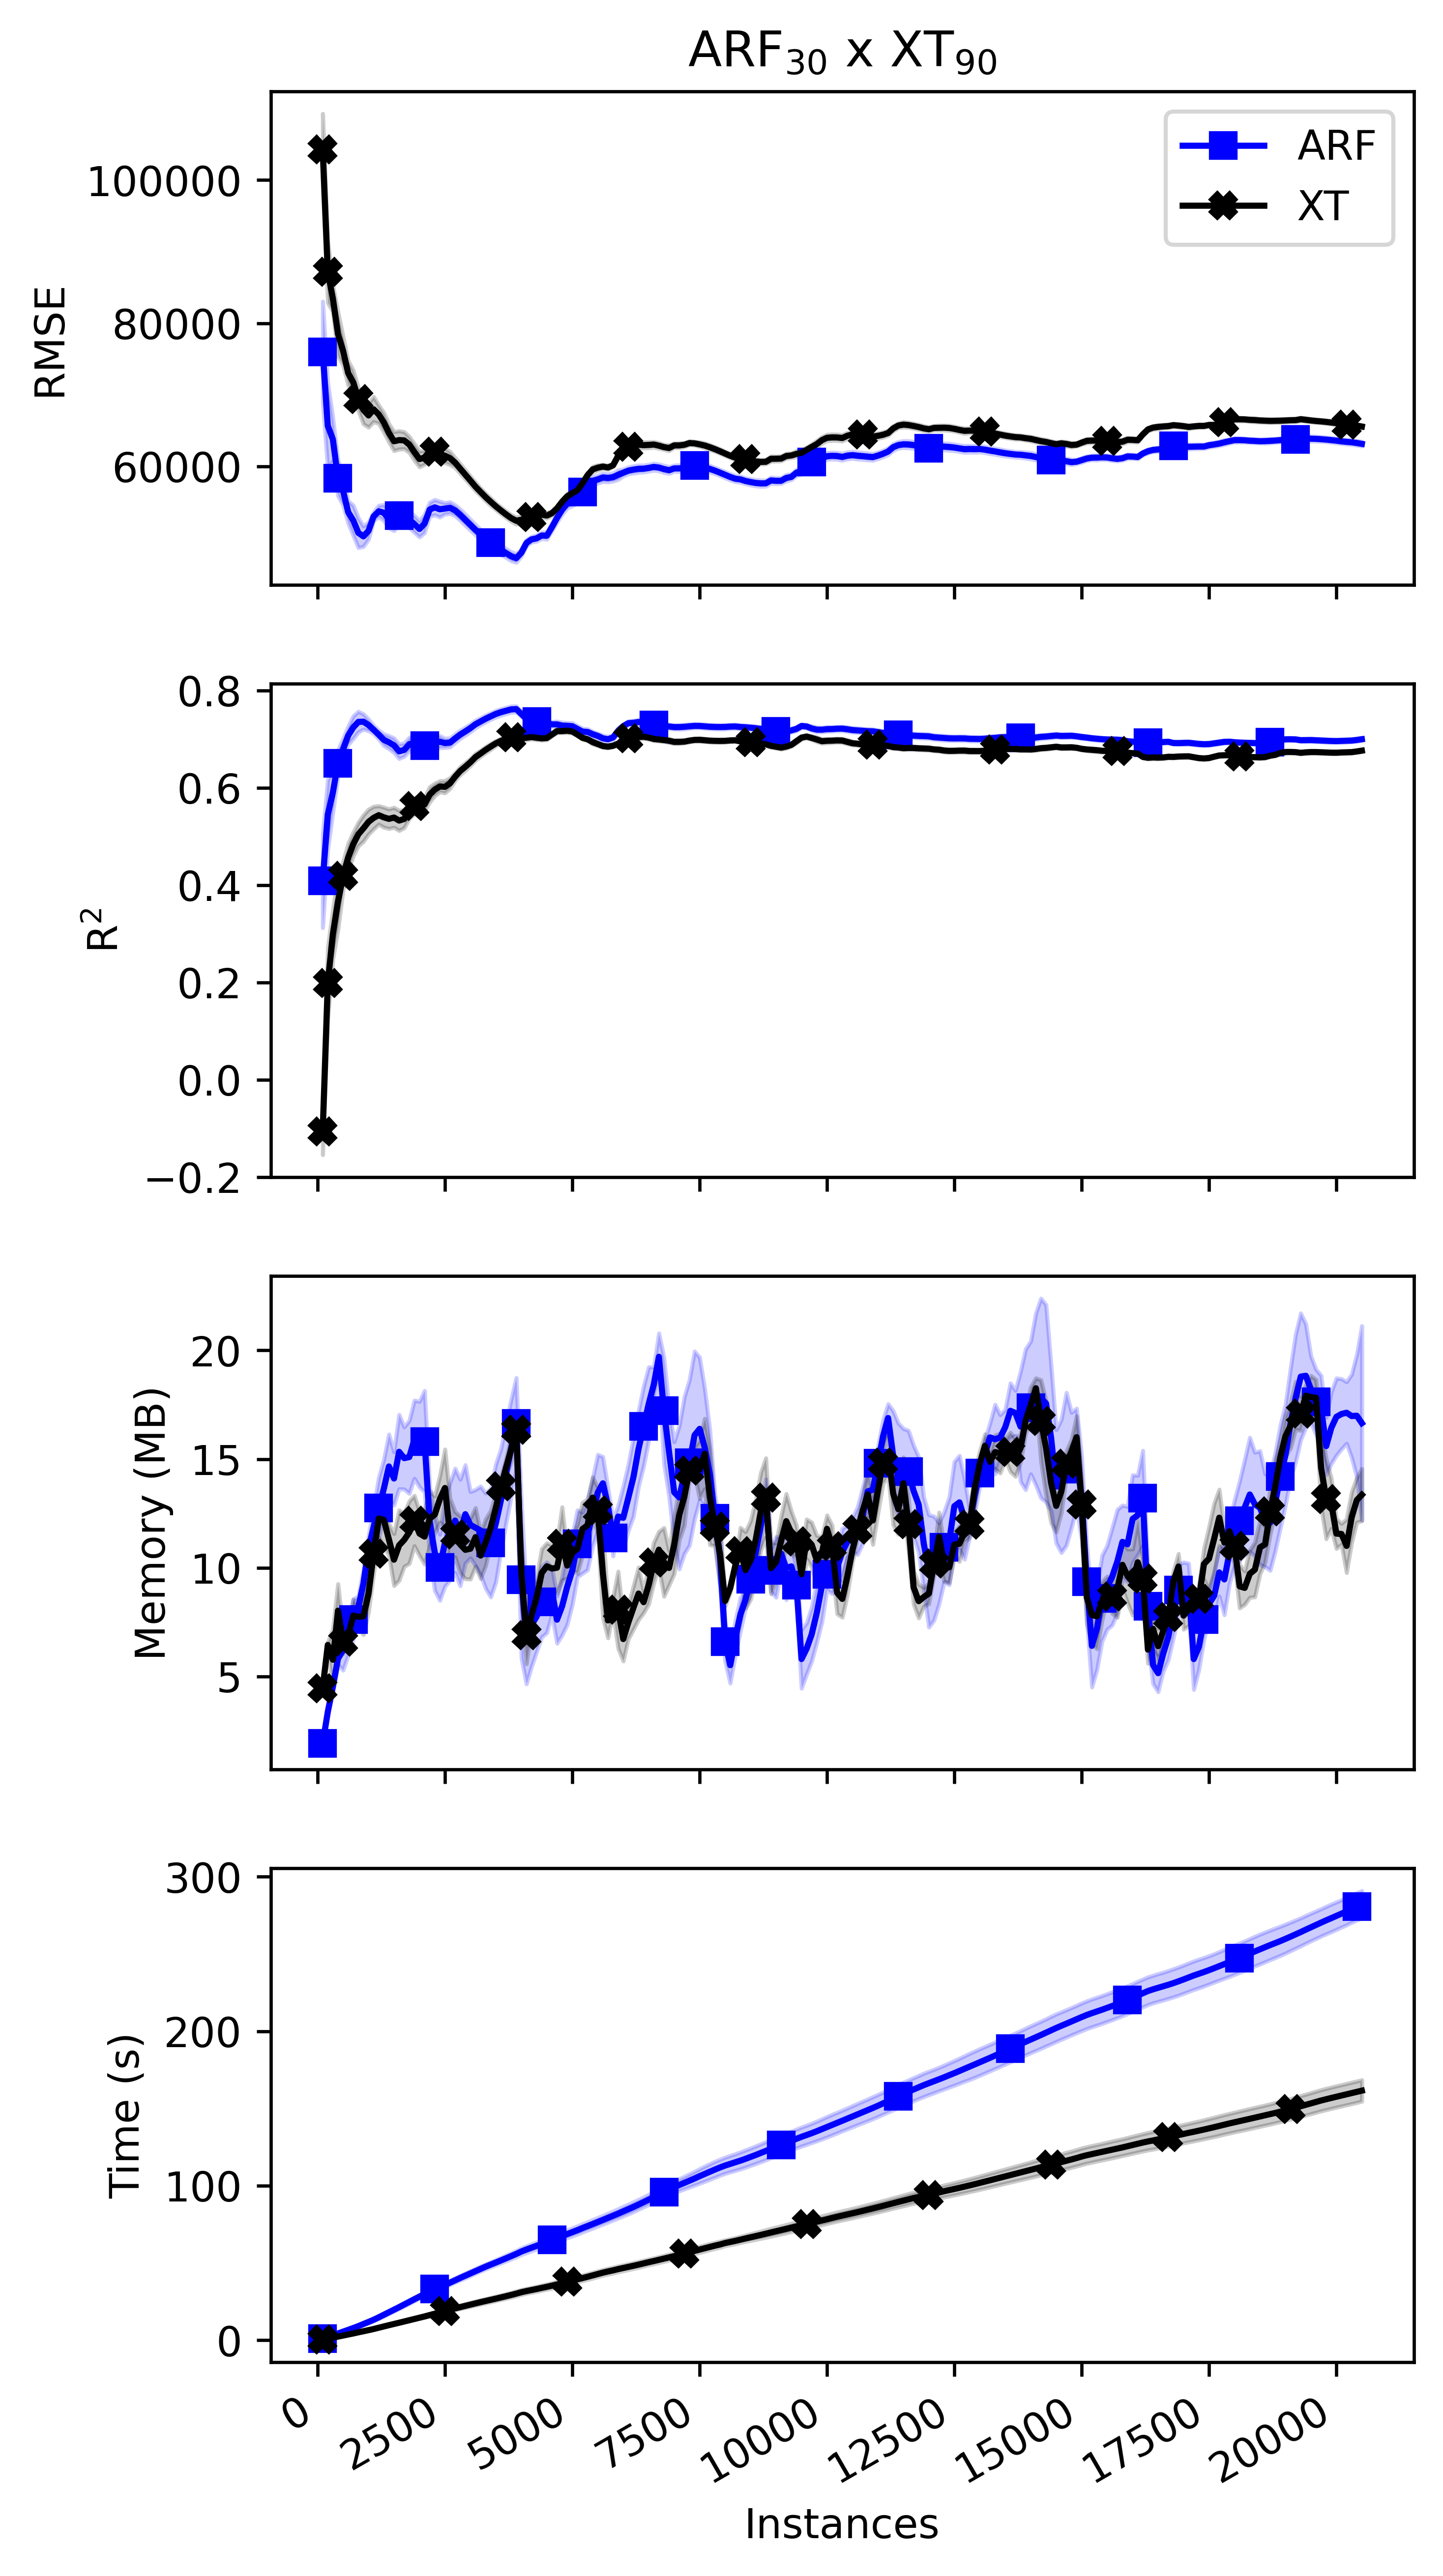 ARF₃₀ x XT₉₀
100000
80000
60000
RMSE
ARF
XT
0.8
0.6
0.4
0.2
0.0
−0.2
R²
20
15
10
5
Memory (MB)
300
200
100
0
Time (s)
0 2500 5000 7500 10000 12500 15000 17500 20000
Instances